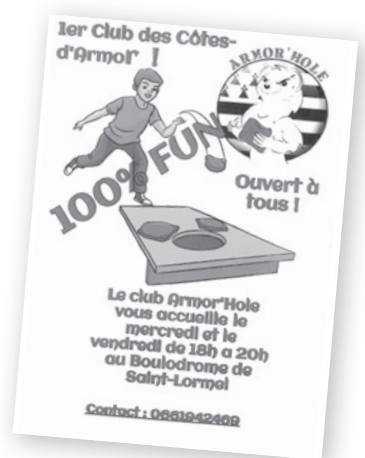 1er Club des Côtes-
d'Armor !
ARMOR'HOLE
100% FUN
Ouvert à
tous !
Le club Armor'Hole
vous accueille le
mercredi et le
vendredi de 18h a 20h
au Boulodrome de
Saint-Lormel
Contact : 0661942469